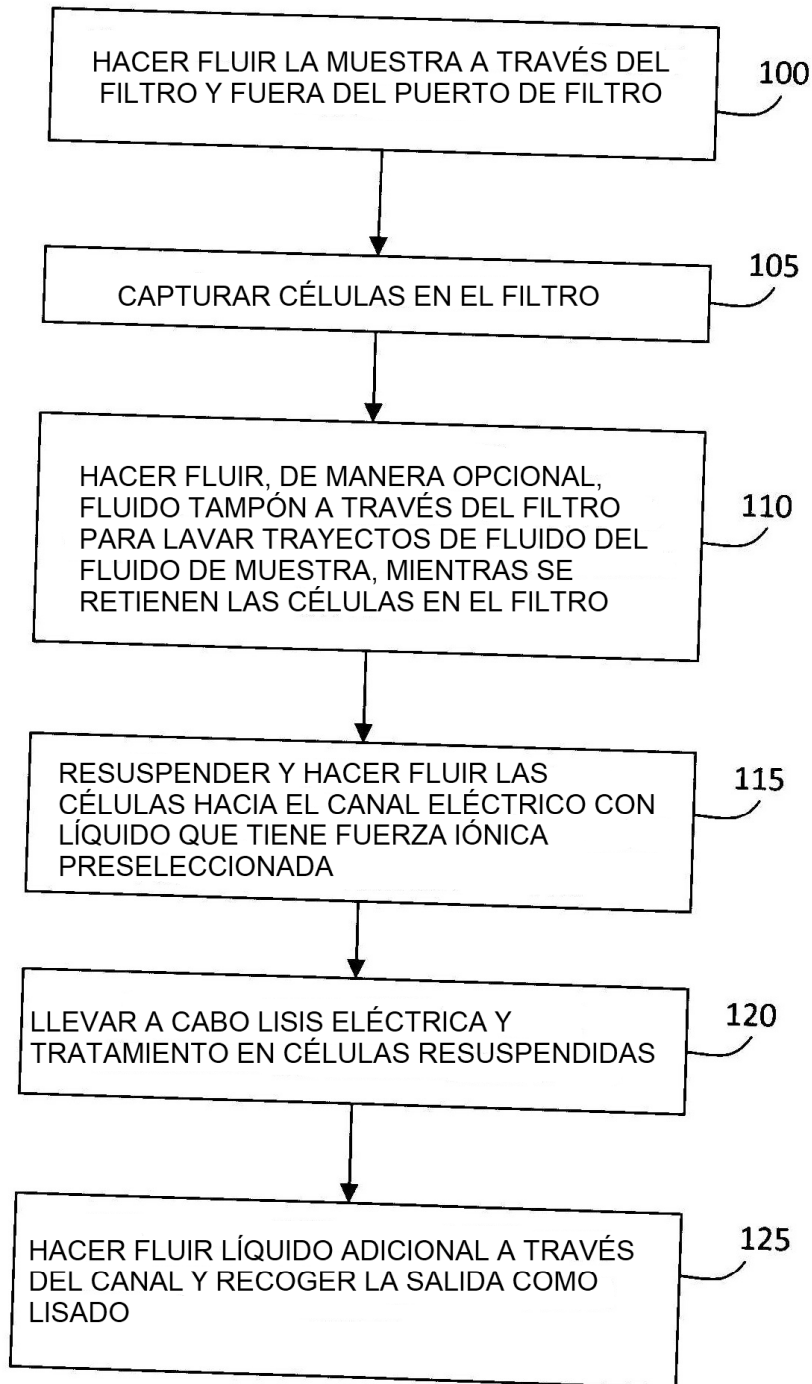 HACER FLUIR LA MUESTRA A TRAVÉS DEL
FILTRO Y FUERA DEL PUERTO DE FILTRO
100
CAPTURAR CÉLULAS EN EL FILTRO
105
HACER FLUIR, DE MANERA OPCIONAL,
FLUIDO TAMPÓN A TRAVÉS DEL FILTRO
PARA LAVAR TRAYECTOS DE FLUIDO DEL
FLUIDO DE MUESTRA, MIENTRAS SE
RETIENEN LAS CÉLULAS EN EL FILTRO
110
RESUSPENDER Y HACER FLUIR LAS
CÉLULAS HACIA EL CANAL ELÉCTRICO CON
LÍQUIDO QUE TIENE FUERZA IÓNICA
PRESELECCIONADA
115
LLEVAR A CABO LISIS ELÉCTRICA Y
TRATAMIENTO EN CÉLULAS RESUSPENDIDAS
120
HACER FLUIR LÍQUIDO ADICIONAL A TRAVÉS
DEL CANAL Y RECOGER LA SALIDA COMO
LISADO
125